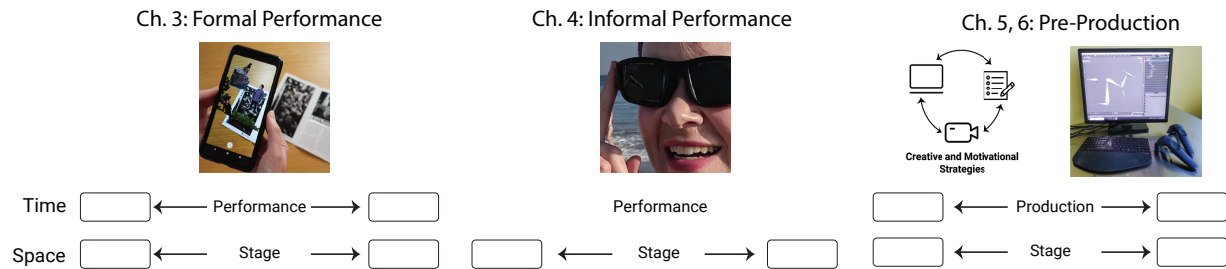 Ch. 3: Formal Performance
Ch. 4: Informal Performance
Ch. 5, 6: Pre-Production
Creative and Motivational
Strategies
Time
Performance
Performance
Production
Space
Stage
Stage
Stage